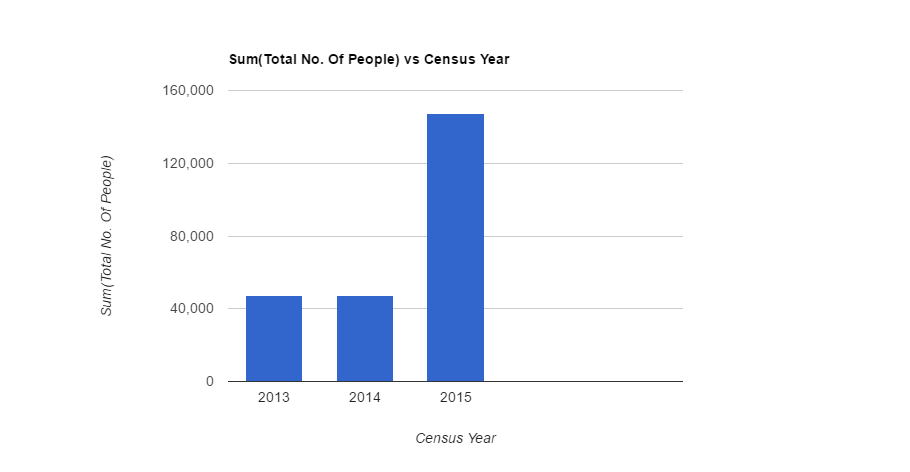 Sum(Total No. Of People) vs Census Year
160,000
120,000
80,000
40,000
0
Sum(Total No. Of People)
2013 2014 2015
Census Year